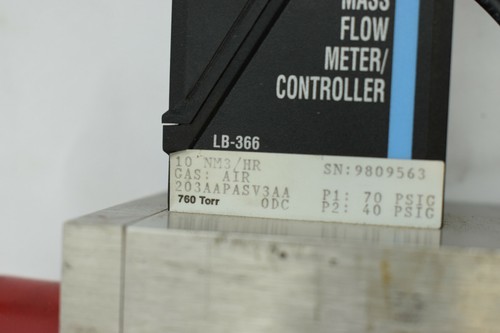 MASS
FLOW
METER/
CONTROLLER
LB-366
10 NM3/HR SN:9809563
GAS: AIR
203AAPASV3AA P1: 70 PSIG
760 Torr 0DC P2: 40 PSIG